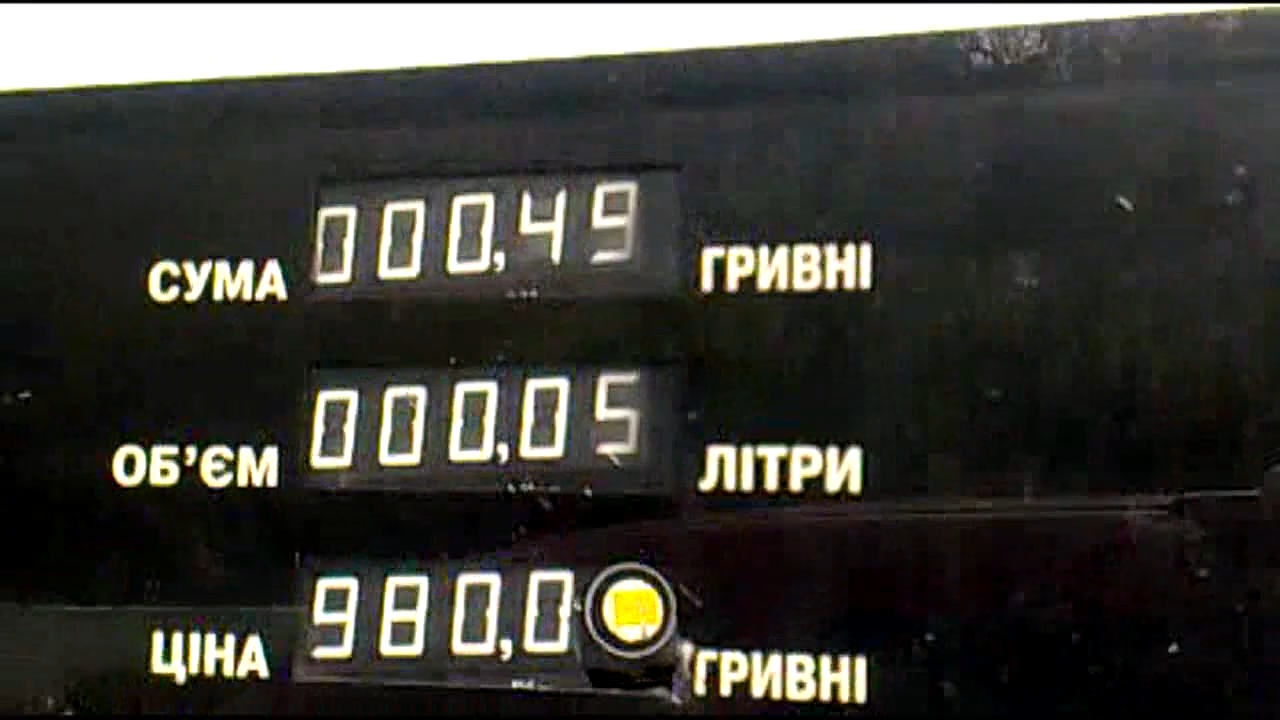 СУМА 000,49 ГРИВНІ
ОБ’ЄМ 000,05 ЛІТРИ
ЦІНА 980,0 ГРИВНІ